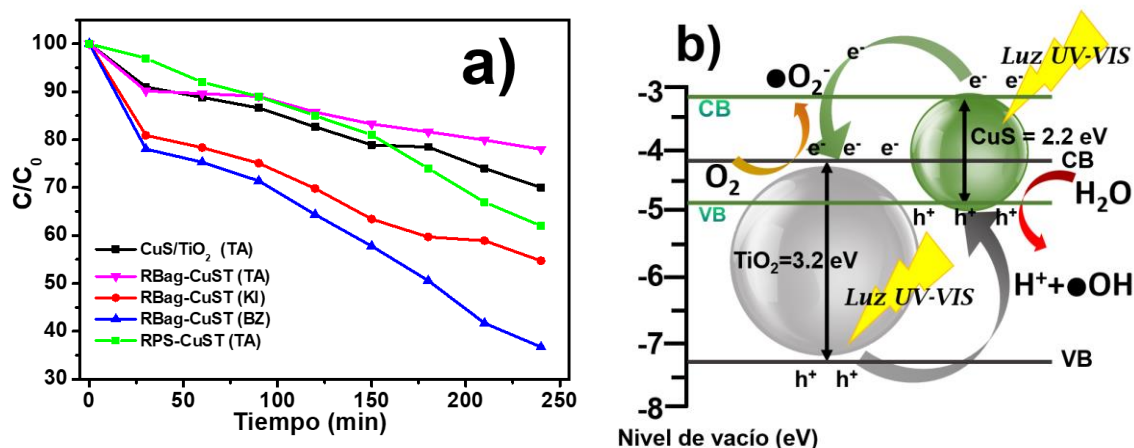 a)
C/C₀
100
90
80
70
60
50
40
30
CuS/TiO₂ (TA)
RBag-CuST (TA)
RBag-CuST (KI)
RBag-CuST (BZ)
RPS-CuST (TA)
0 50 100 150 200 250
Tiempo (min)
b)
e⁻
Luz UV-VIS
●O₂⁻
e⁻ e⁻
-3
CB
CuS = 2.2 eV
e⁻ e⁻ e⁻
-4
CB
O₂
H₂O
VB
-5
h⁺ h⁺ h⁺
TiO₂=3.2 eV
Luz UV-VIS
H⁺+●OH
-6
-7
VB
h⁺ h⁺
-8
Nivel de vacío (eV)